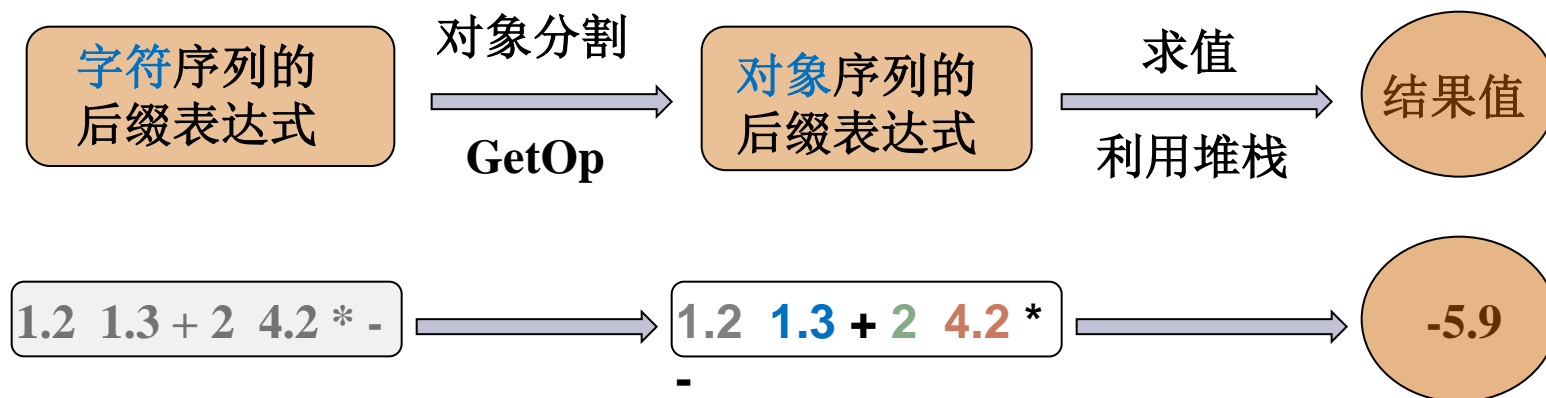 字符序列的
后缀表达式
对象分割
GetOp
对象序列的
后缀表达式
求值
利用堆栈
结果值
1.2 1.3 + 2 4.2 * -
1.2 1.3 + 2 4.2 *
-
-5.9